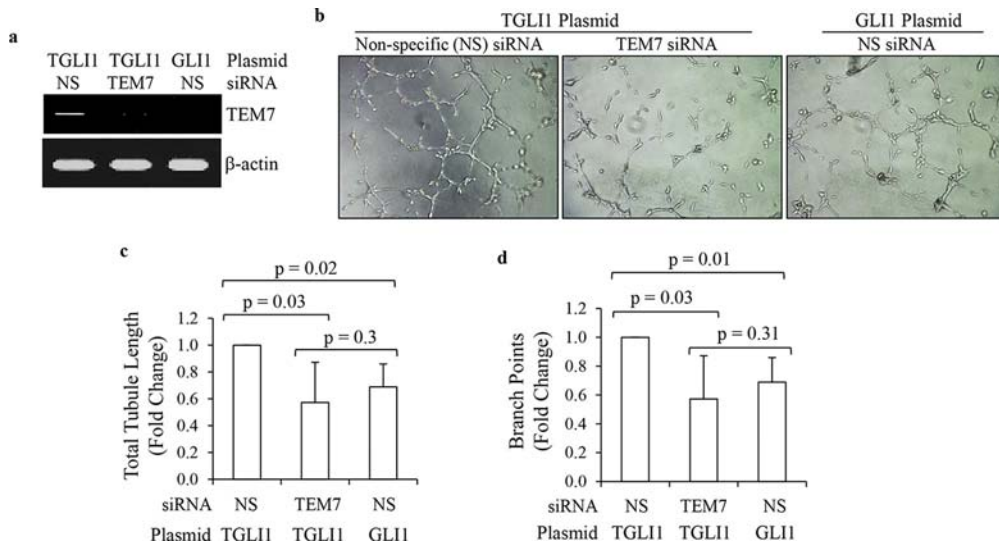 a
TGLI1 TGLI1 GLI1 Plasmid
NS TEM7 NS siRNA
TEM7
β-actin
b
TGLI1 Plasmid GLI1 Plasmid
Non-specific (NS) siRNA TEM7 siRNA NS siRNA
c
p = 0.02
p = 0.03
p = 0.3
Total Tubule Length
(Fold Change)
1.2
1.0
0.8
0.6
0.4
0.2
0.0
siRNA NS TEM7 NS
Plasmid TGLI1 TGLI1 GLI1
d
p = 0.01
p = 0.03
p = 0.31
Branch Points
(Fold Change)
1.2
1.0
0.8
0.6
0.4
0.2
0.0
siRNA NS TEM7 NS
Plasmid TGLI1 TGLI1 GLI1